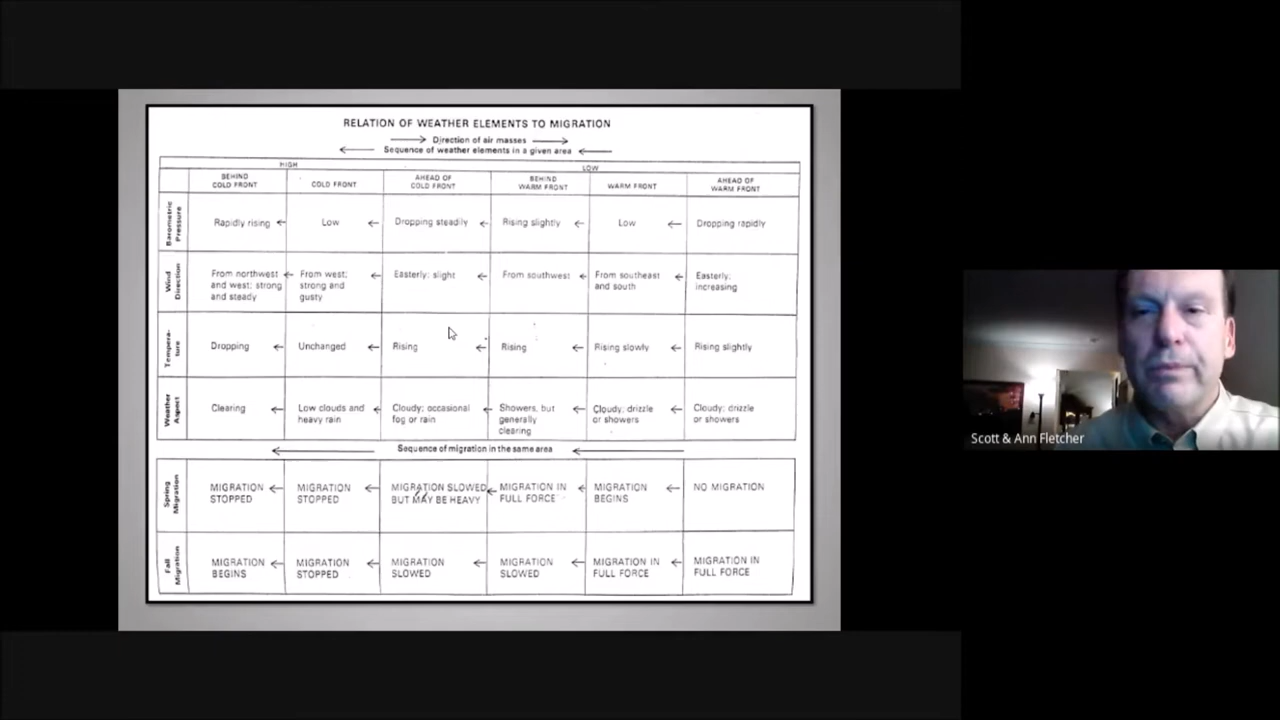 RELATION OF WEATHER ELEMENTS TO MIGRATION
Direction of air masses
Sequence of weather elements in a given area
HIGH
LOW
BEHIND
COLD FRONT
COLD FRONT
AHEAD OF
COLD FRONT
BEHIND
WARM FRONT
WARM FRONT
AHEAD OF
WARM FRONT
Barometric
Pressure
Rapidly rising
Low
Dropping steadily
Rising slightly
Low
Dropping rapidly
Wind
Direction
From northwest
and west; strong
and steady
From west;
strong and
gusty
Easterly; slight
From southwest
From southeast
and south
Easterly;
increasing
Tempera-
ture
Dropping
Unchanged
Rising
Rising
Rising slowly
Rising slightly
Weather
Aspect
Clearing
Low clouds and
heavy rain
Cloudy; occasional
fog or rain
Showers, but
generally
clearing
Cloudy; drizzle
or showers
Cloudy; drizzle
or showers
Sequence of migration in the same area
Spring
Migration
MIGRATION
STOPPED
MIGRATION
STOPPED
MIGRATION SLOWED
BUT MAY BE HEAVY
MIGRATION IN
FULL FORCE
MIGRATION
BEGINS
NO MIGRATION
Fall
Migration
MIGRATION
BEGINS
MIGRATION
STOPPED
MIGRATION
SLOWED
MIGRATION
SLOWED
MIGRATION IN
FULL FORCE
MIGRATION IN
FULL FORCE
Scott & Ann Fletcher